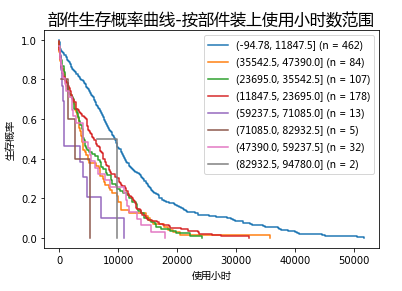 部件生存概率曲线-按部件装上使用小时数范围
(-94.78, 11847.5] (n = 462)
(35542.5, 47390.0] (n = 84)
(23695.0, 35542.5] (n = 107)
(11847.5, 23695.0] (n = 178)
(59237.5, 71085.0] (n = 13)
(71085.0, 82932.5] (n = 5)
(47390.0, 59237.5] (n = 32)
(82932.5, 94780.0] (n = 2)
生存概率
1.0
0.8
0.6
0.4
0.2
0.0
0 10000 20000 30000 40000 50000
使用小时